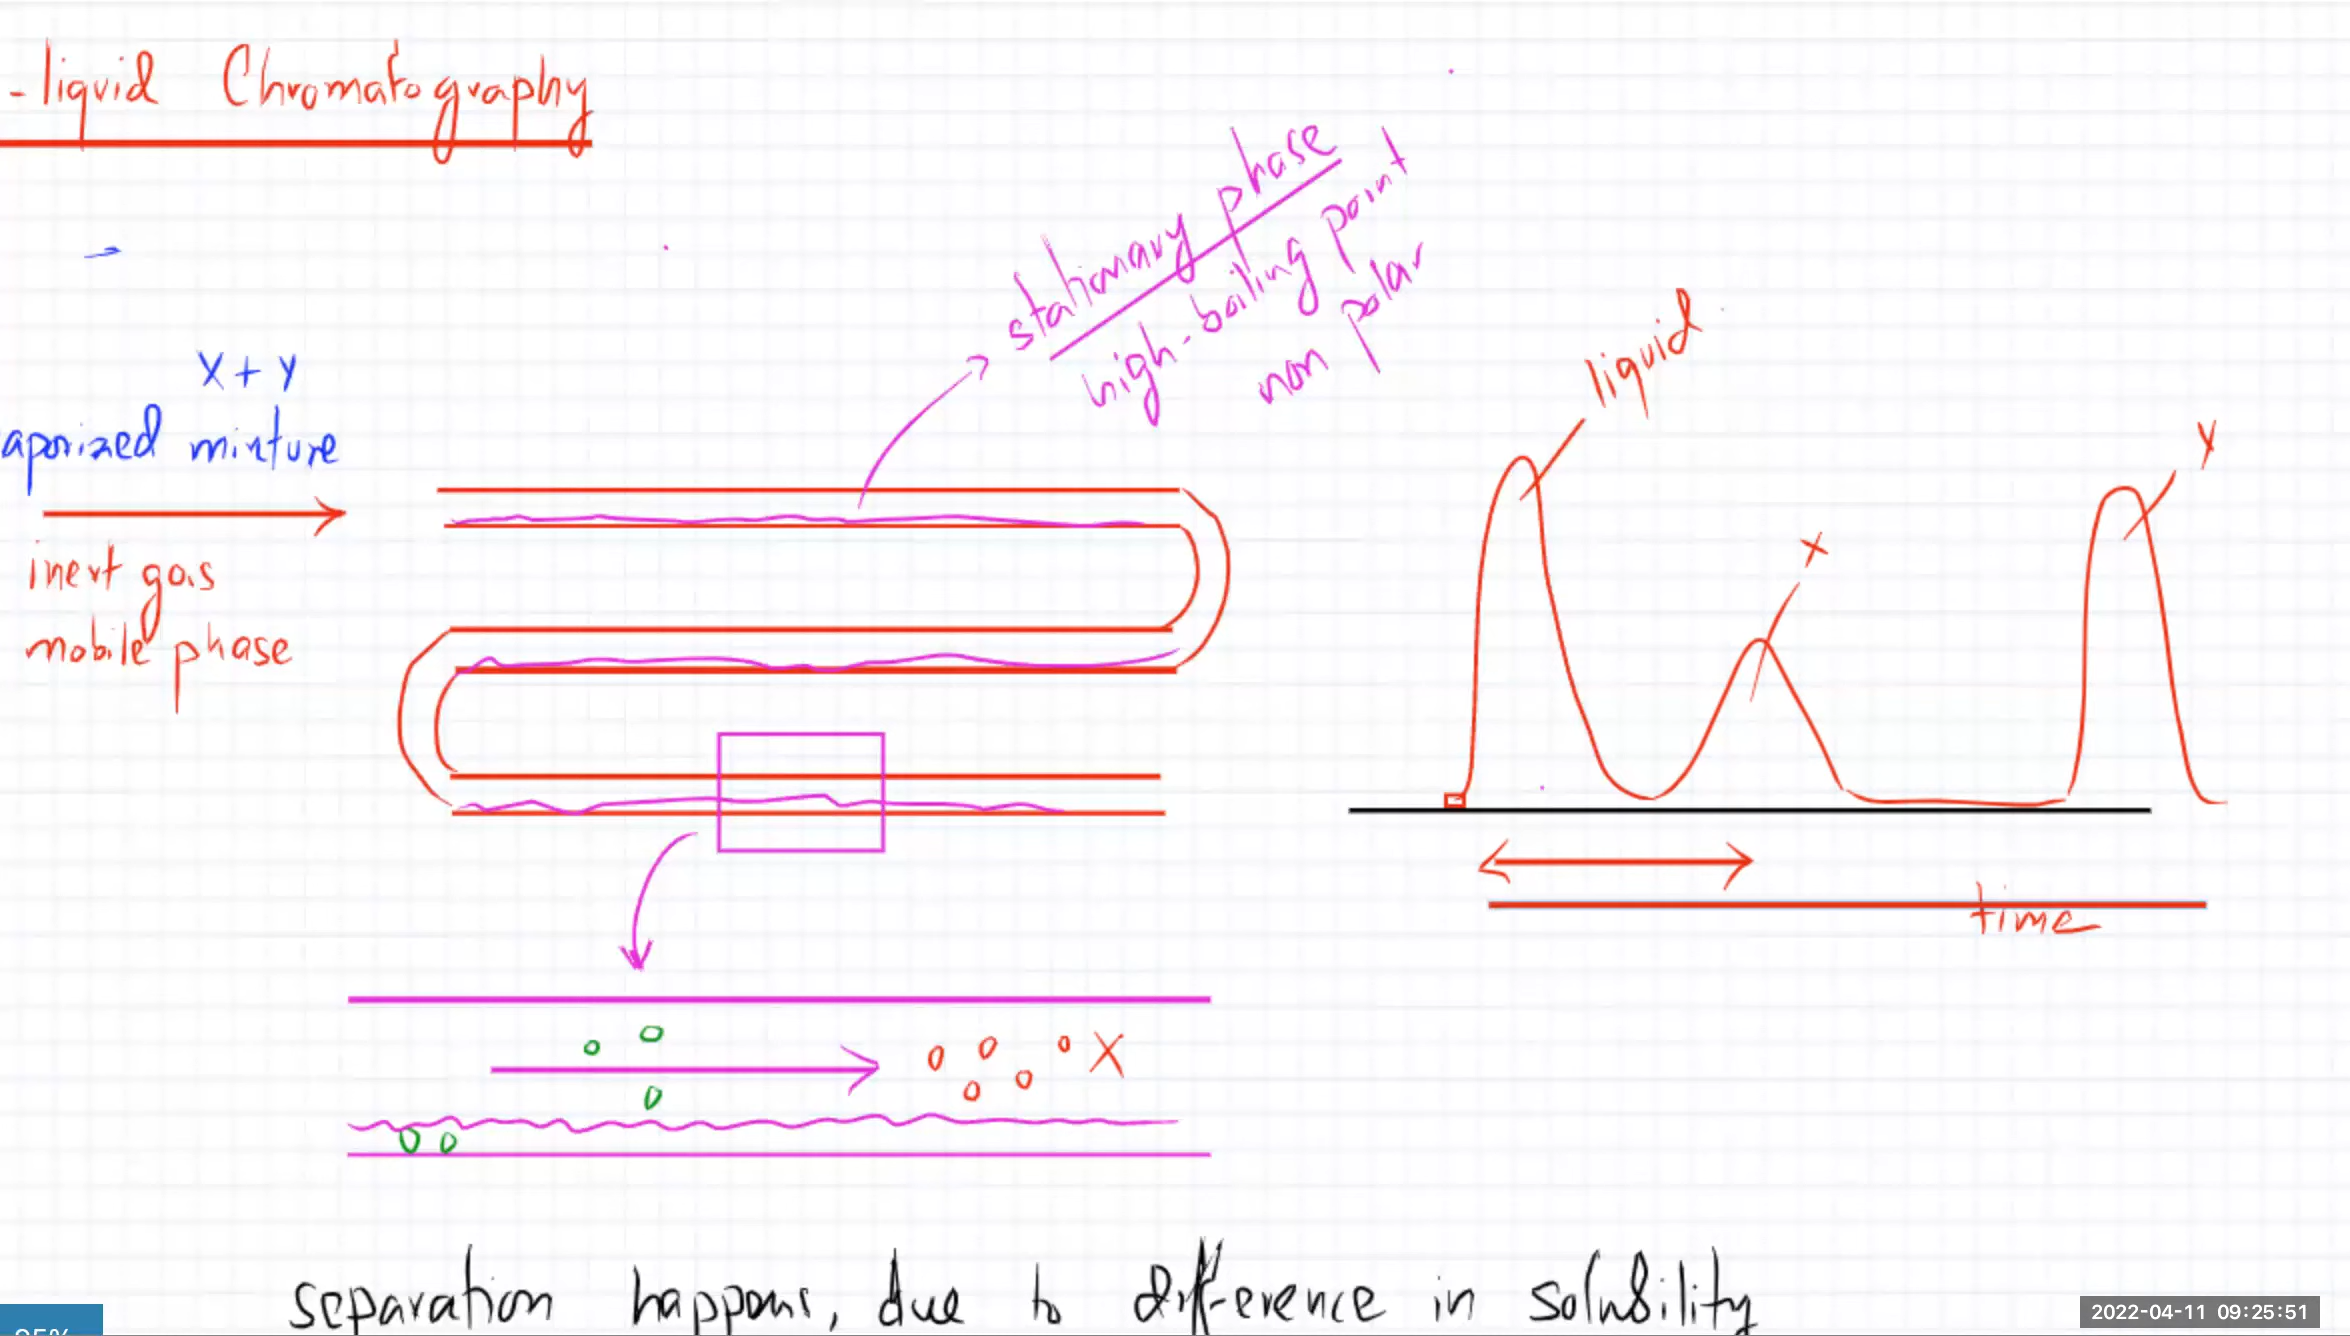 -liquid Chromatography
stationary phase
high-boiling point
non polar
X + Y
aporized mixture
inert gas
mobile phase
liquid
X
Y
time
X
separation happens, due to difference in solubility
95%
2022-04-11 09:25:51